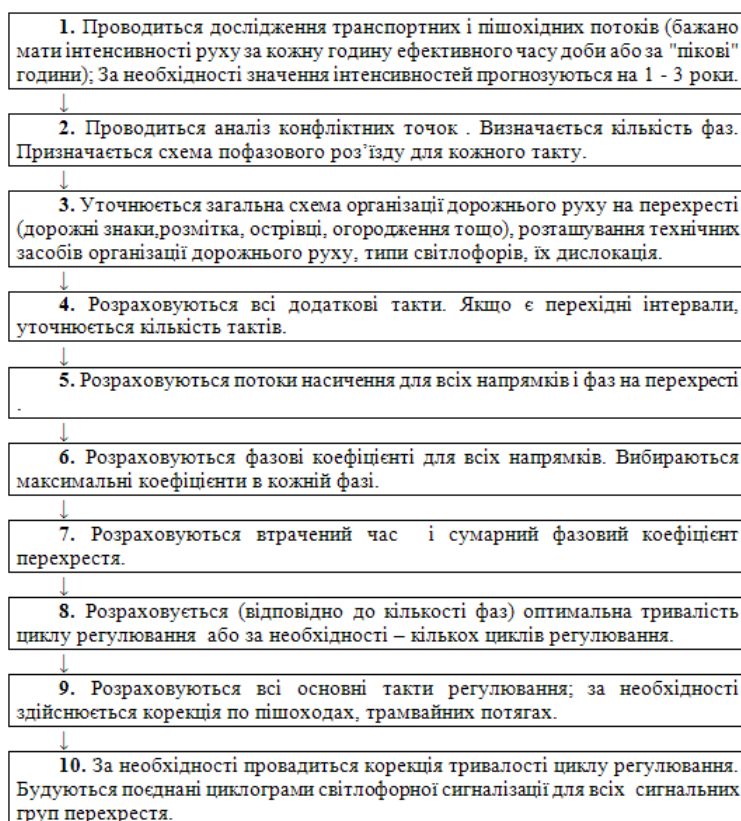 1. Проводиться дослідження транспортних і пішохідних потоків (бажано
мати інтенсивності руху за кожну годину ефективного часу доби або за "пікові"
години); За необхідності значення інтенсивностей прогнозуються на 1 - 3 роки.
↓
2. Проводиться аналіз конфліктних точок . Визначається кількість фаз.
Призначається схема пофазового роз’їзду для кожного такту.
↓
3. Уточнюється загальна схема організації дорожнього руху на перехресті
(дорожні знаки,розмітка, острівці, огородження тощо), розташування технічних
засобів організації дорожнього руху, типи світлофорів, їх дислокація.
↓
4. Розраховуються всі додаткові такти. Якщо є перехідні інтервали,
уточнюється кількість тактів.
↓
5. Розраховуються потоки насичення для всіх напрямків і фаз на перехресті
.
↓
6. Розраховуються фазові коефіцієнті для всіх напрямків. Вибираються
максимальні коефіцієнти в кожній фазі.
↓
7. Розраховуються втрачений час і сумарний фазовий коефіцієнт
перехрестя.
↓
8. Розраховується (відповідно до кількості фаз) оптимальна тривалість
циклу регулювання або за необхідності – кількох циклів регулювання.
↓
9. Розраховуються всі основні такти регулювання; за необхідності
здійснюється корекція по пішоходах, трамвайних потягах.
↓
10. За необхідності провадиться корекція тривалості циклу регулювання.
Будуються поєднані циклограми світлофорної сигналізації для всіх сигнальних
груп перехрестя.